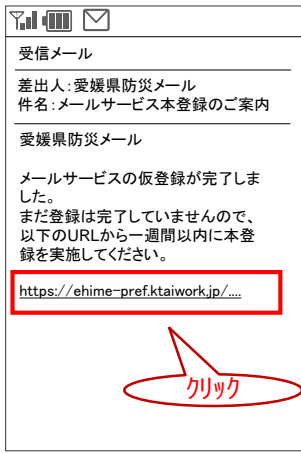 受信メール
差出人：愛媛県防災メール
件名：メールサービス本登録のご案内
愛媛県防災メール
メールサービスの仮登録が完了しま
した。
まだ登録は完了していませんので、
以下のURLから一週間以内に本登
録を実施してください。
https://ehime-pref.ktaiwork.jp/....
クリック